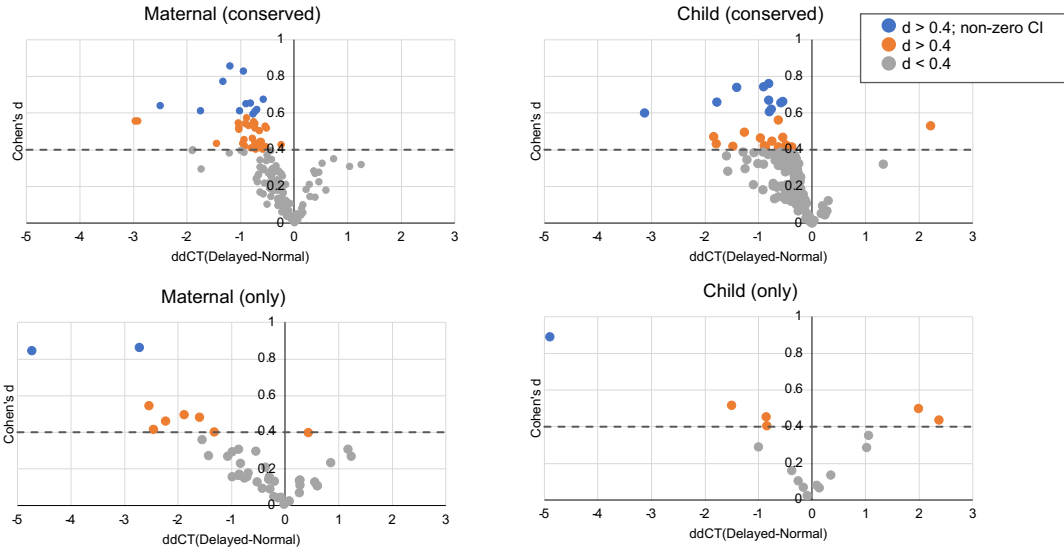 Maternal (conserved)
Child (conserved)
d > 0.4; non-zero CI
d > 0.4
d < 0.4
Cohen's d
1
0.8
0.6
0.4
0.2
0
-5 -4 -3 -2 -1 0 1 2 3
ddCT(Delayed-Normal)
Cohen's d
1
0.8
0.6
0.4
0.2
0
-5 -4 -3 -2 -1 0 1 2 3
ddCT(Delayed-Normal)
Maternal (only)
Child (only)
Cohen's d
1
0.8
0.6
0.4
0.2
0
-5 -4 -3 -2 -1 0 1 2 3
ddCT(Delayed-Normal)
Cohen's d
1
0.8
0.6
0.4
0.2
0
-5 -4 -3 -2 -1 0 1 2 3
ddCT(Delayed-Normal)